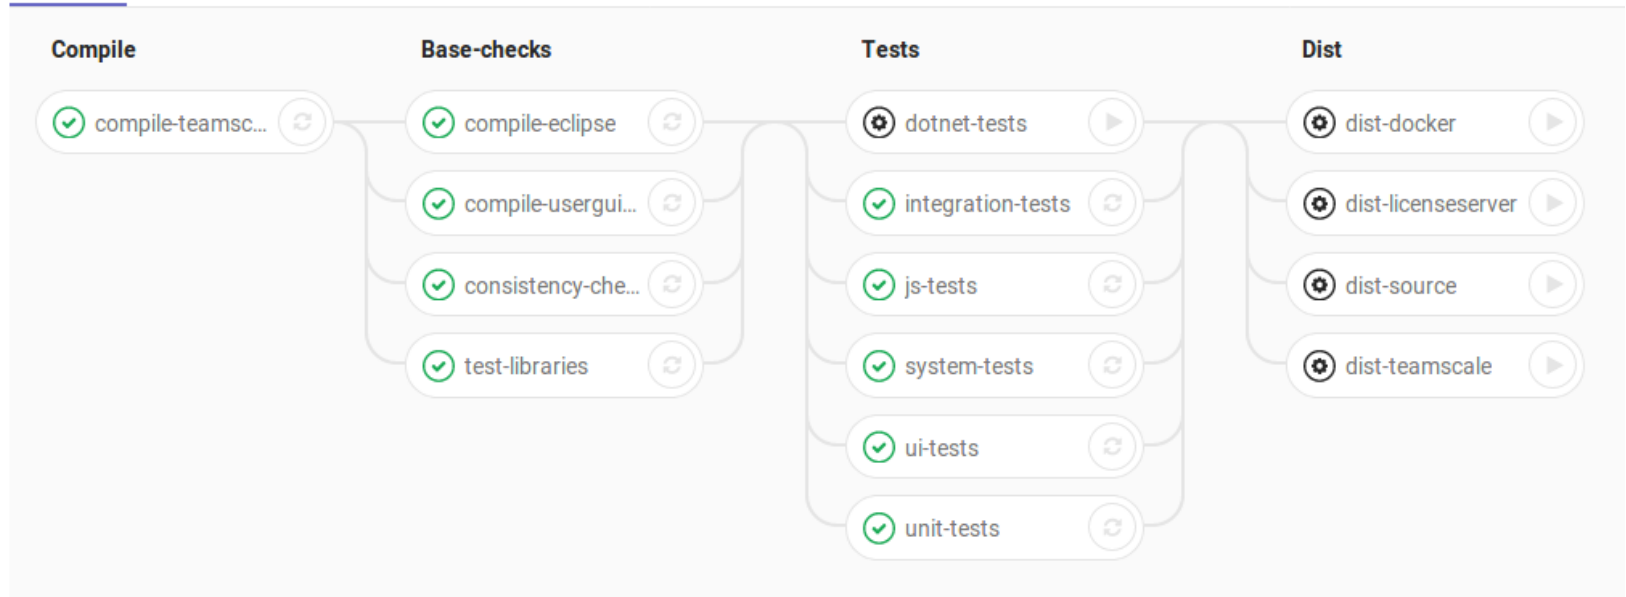 Compile
Base-checks
Tests
Dist
compile-teamsc...
compile-eclipse
dotnet-tests
dist-docker
compile-usergui...
integration-tests
dist-licenseserver
consistency-che...
js-tests
dist-source
test-libraries
system-tests
dist-teamscale
ui-tests
unit-tests